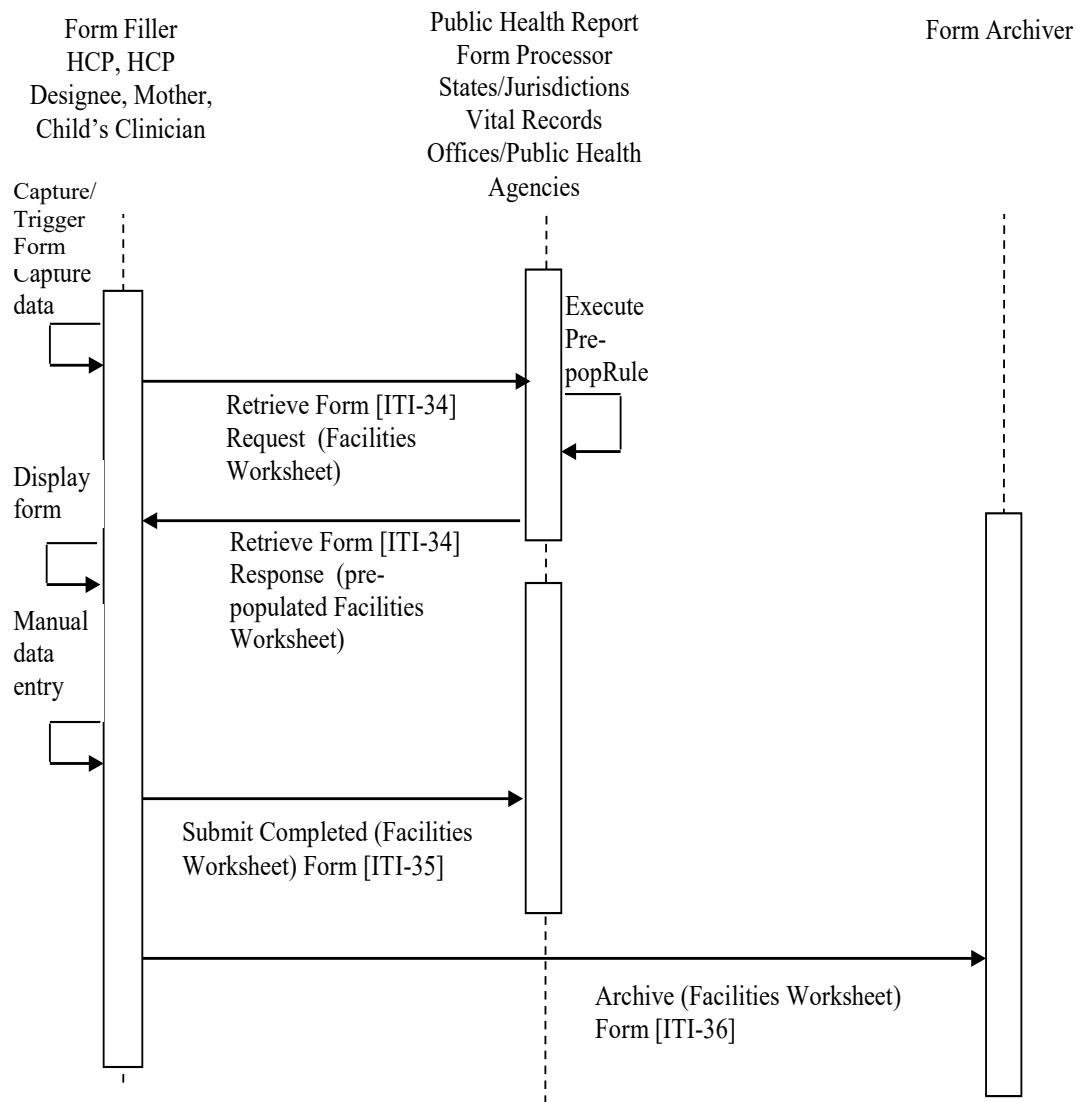 Form Filler
HCP, HCP
Designee, Mother,
Child's Clinician
Public Health Report
Form Processor
States/Jurisdictions
Vital Records
Offices/Public Health
Agencies
Form Archiver
Capture/
Trigger
Form
Capture
data
Execute
Pre-
popRule
Retrieve Form [ITI-34]
Request (Facilities
Worksheet)
Display
form
Retrieve Form [ITI-34]
Response (pre-
populated Facilities
Worksheet)
Manual
data
entry
Submit Completed (Facilities
Worksheet) Form [ITI-35]
Archive (Facilities Worksheet)
Form [ITI-36]